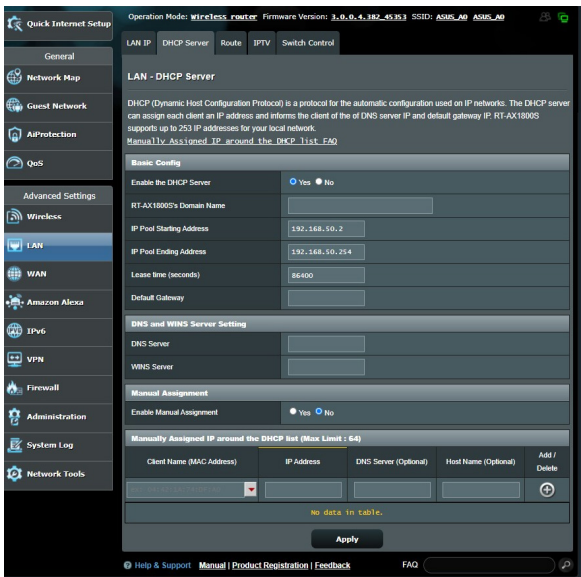 Quick Internet Setup
General
Network Map
Guest Network
AiProtection
QoS
Advanced Settings
Wireless
LAN
WAN
Amazon Alexa
IPv6
VPN
Firewall
Administration
System Log
Network Tools
Operation Mode: Wireless router Firmware Version: 3.0.0.4.382_45353 SSID: ASUS_A0 ASUS_A0
LAN IP DHCP Server Route IPTV Switch Control
LAN - DHCP Server
DHCP (Dynamic Host Configuration Protocol) is a protocol for the automatic configuration used on IP networks. The DHCP server
can assign each client an IP address and informs the client of the of DNS server IP and default gateway IP. RT-AX1800S
supports up to 253 IP addresses for your local network.
Manually Assigned IP around the DHCP list FAQ
Basic Config
Enable the DHCP Server Yes No
RT-AX1800S's Domain Name
IP Pool Starting Address 192.168.50.2
IP Pool Ending Address 192.168.50.254
Lease time (seconds) 86400
Default Gateway
DNS and WINS Server Setting
DNS Server
WINS Server
Manual Assignment
Enable Manual Assignment Yes No
Manually Assigned IP around the DHCP list (Max Limit : 64)
Client Name (MAC Address) IP Address DNS Server (Optional) Host Name (Optional) Add / Delete
No data in table.
Apply
Help & Support Manual | Product Registration | Feedback FAQ